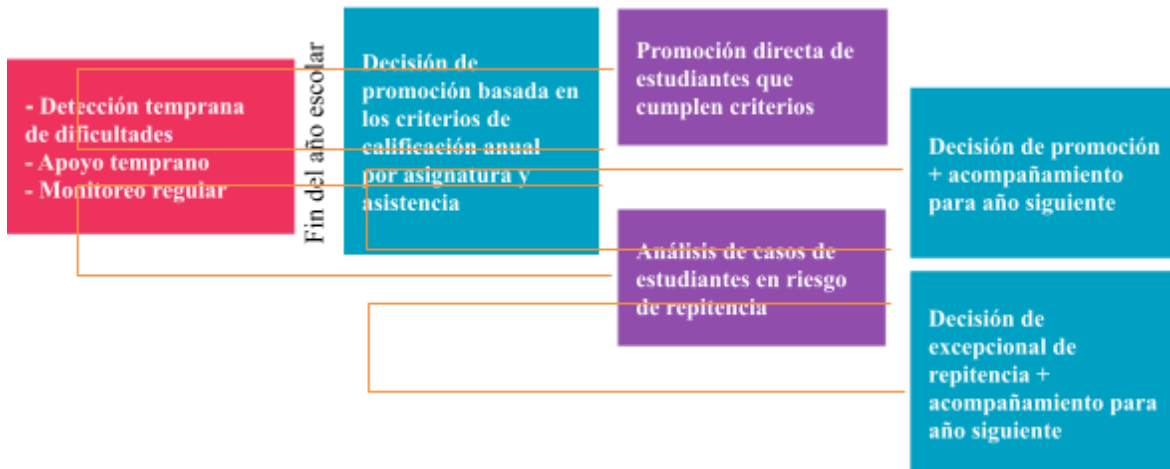 - Detección temprana
de dificultades
- Apoyo temprano
- Monitoreo regular
Fin del año escolar
Decisión de
promoción basada en
los criterios de
calificación anual
por asignatura y
asistencia
Promoción directa de
estudiantes que
cumplen criterios
Análisis de casos de
estudiantes en riesgo
de repitencia
Decisión de promoción
+ acompañamiento
para año siguiente
Decisión de
excepcional de
repitencia +
acompañamiento para
año siguiente